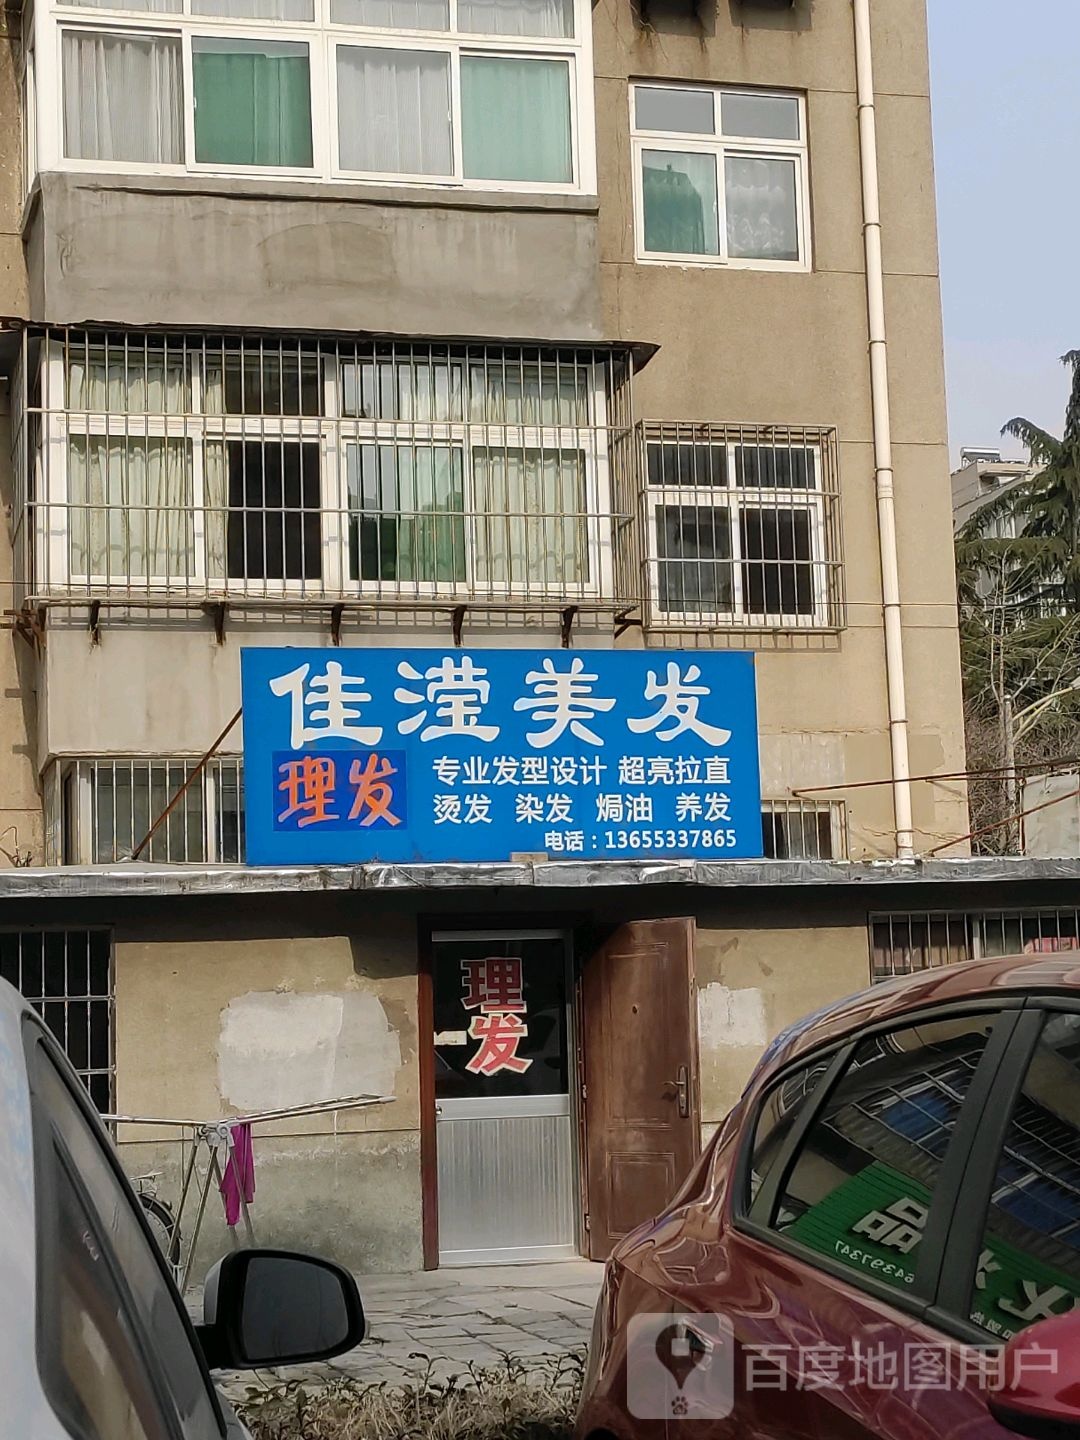 佳滢美发
理发
专业发型设计 超亮拉直
烫发 染发 焗油 养发
电话：13655337865
理
发
品
百度地图用户